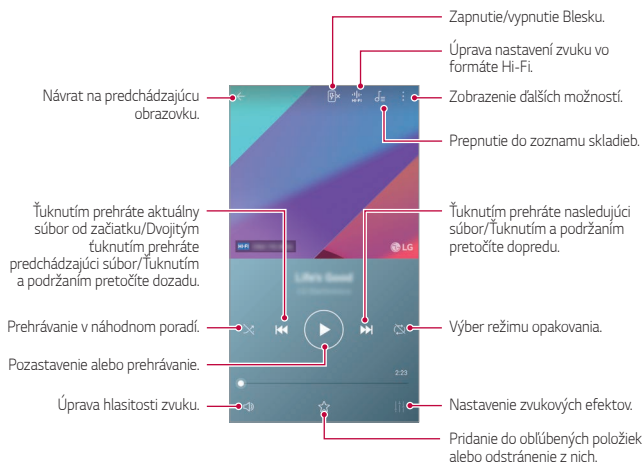 Zapnutie/vypnutie Blesku.
Úprava nastavení zvuku vo
formáte Hi-Fi.
Návrat na predchádzajúcu
obrazovku.
Zobrazenie ďalších možností.
Prepnutie do zoznamu skladieb.
Ťuknutím prehráte aktuálny
súbor od začiatku/Dvojitým
ťuknutím prehráte
predchádzajúci súbor/Ťuknutím
a podržaním pretočíte dozadu.
Ťuknutím prehráte nasledujúci
súbor/Ťuknutím a podržaním
pretočíte dopredu.
Hi-Fi
Hi-Fi
LG
Life's Good
Prehrávanie v náhodnom poradí.
Výber režimu opakovania.
Pozastavenie alebo prehrávanie.
2:23
Úprava hlasitosti zvuku.
Nastavenie zvukových efektov.
Pridanie do obľúbených položiek
alebo odstránenie z nich.